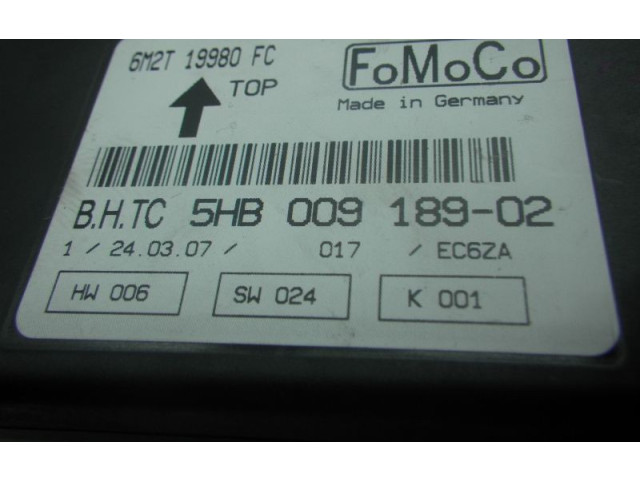 6M2T 19980 FC
FoMoCo
TOP
Made in Germany
B.H.TC 5HB 009 189-02
1 / 24.03.07 / 017 / EC6ZA
HW 006 SW 024 K 001